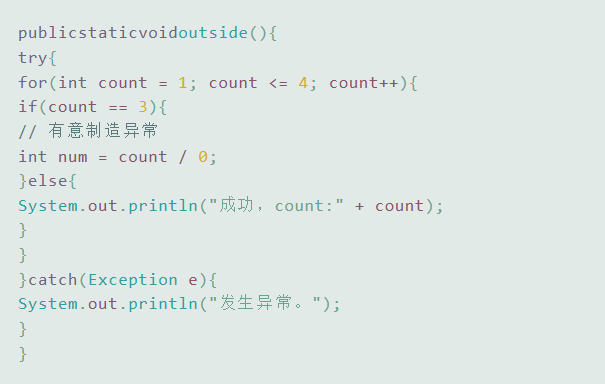 publicstaticvoidoutside(){
try{
for(int count = 1; count <= 4; count++){
if(count == 3){
// 有意制造异常
int num = count / 0;
}else{
System.out.println("成功，count:" + count);
}
}
}catch(Exception e){
System.out.println("发生异常。");
}
}